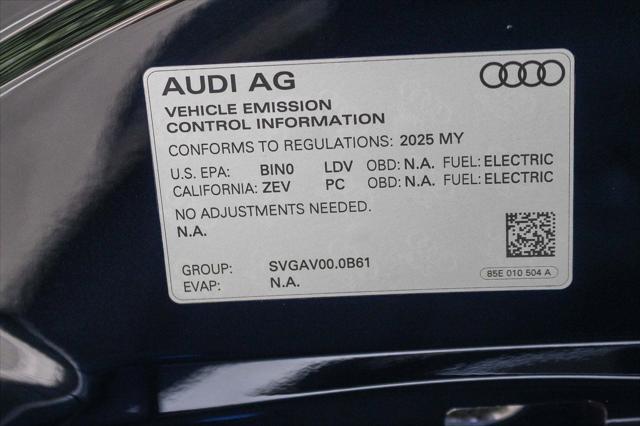 AUDI AG
VEHICLE EMISSION
CONTROL INFORMATION
CONFORMS TO REGULATIONS: 2025 MY
U.S. EPA: BIN0 LDV OBD: N.A. FUEL: ELECTRIC
CALIFORNIA: ZEV PC OBD: N.A. FUEL: ELECTRIC
NO ADJUSTMENTS NEEDED.
N.A.
GROUP: SVGAV00.0B61
EVAP: N.A.
85E 010 504 A